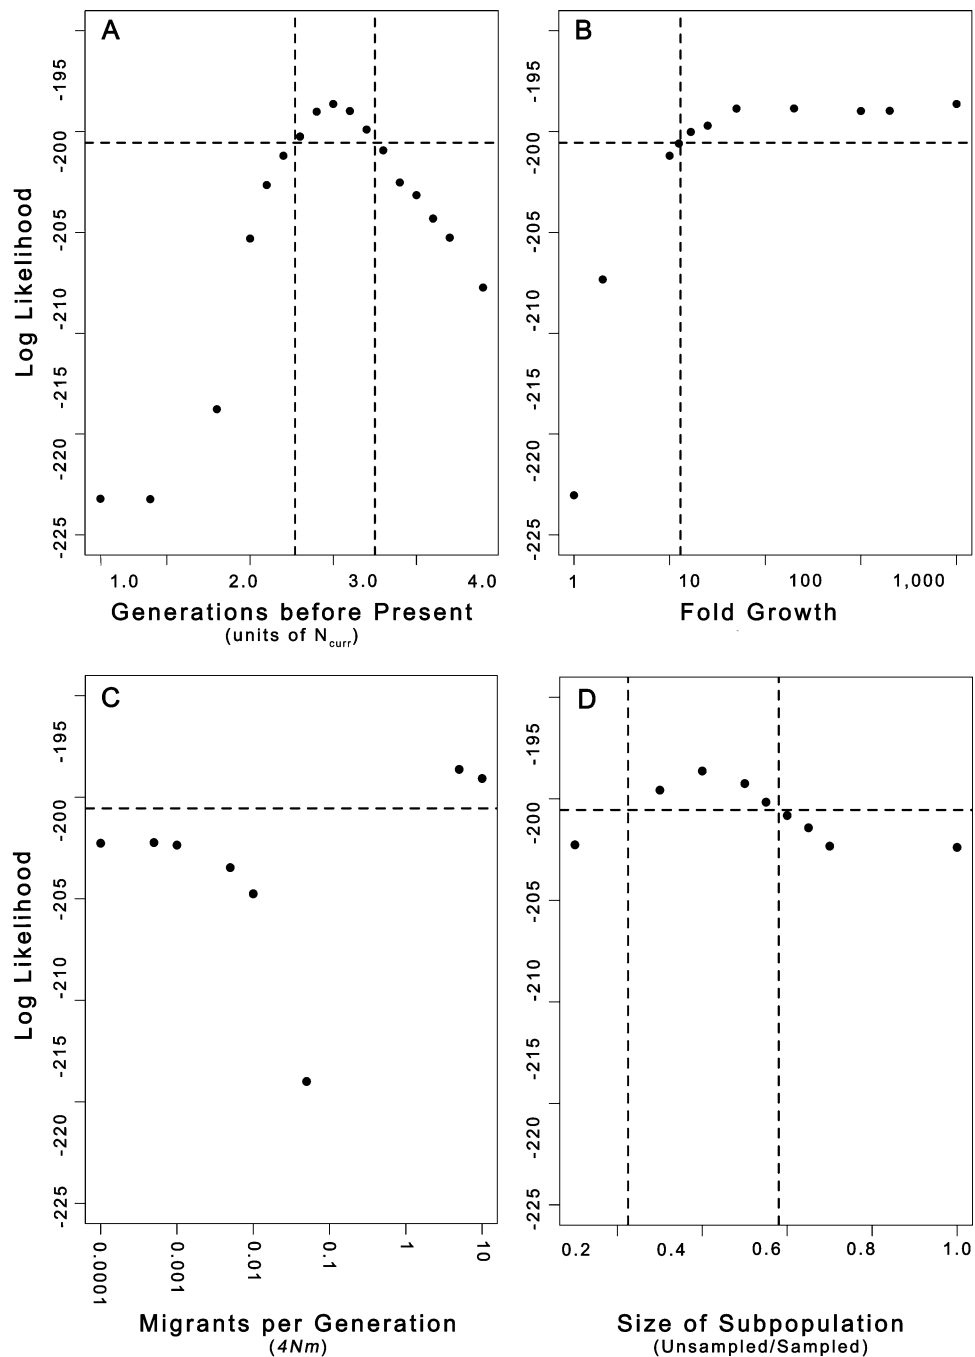 A
B
-195
-200
-205
-210
-215
-220
-225
Log Likelihood
-195
-200
-205
-210
-215
-220
-225
1.0 2.0 3.0 4.0
1 10 100 1,000
Generations before Present
(units of Ncurr)
Fold Growth
C
D
-195
-200
-205
-210
-215
-220
-225
Log Likelihood
-195
-200
-205
-210
-215
-220
-225
0.0001 0.001 0.01 0.1 1 10
0.2 0.4 0.6 0.8 1.0
Migrants per Generation
(4Nm)
Size of Subpopulation
(Unsampled/Sampled)